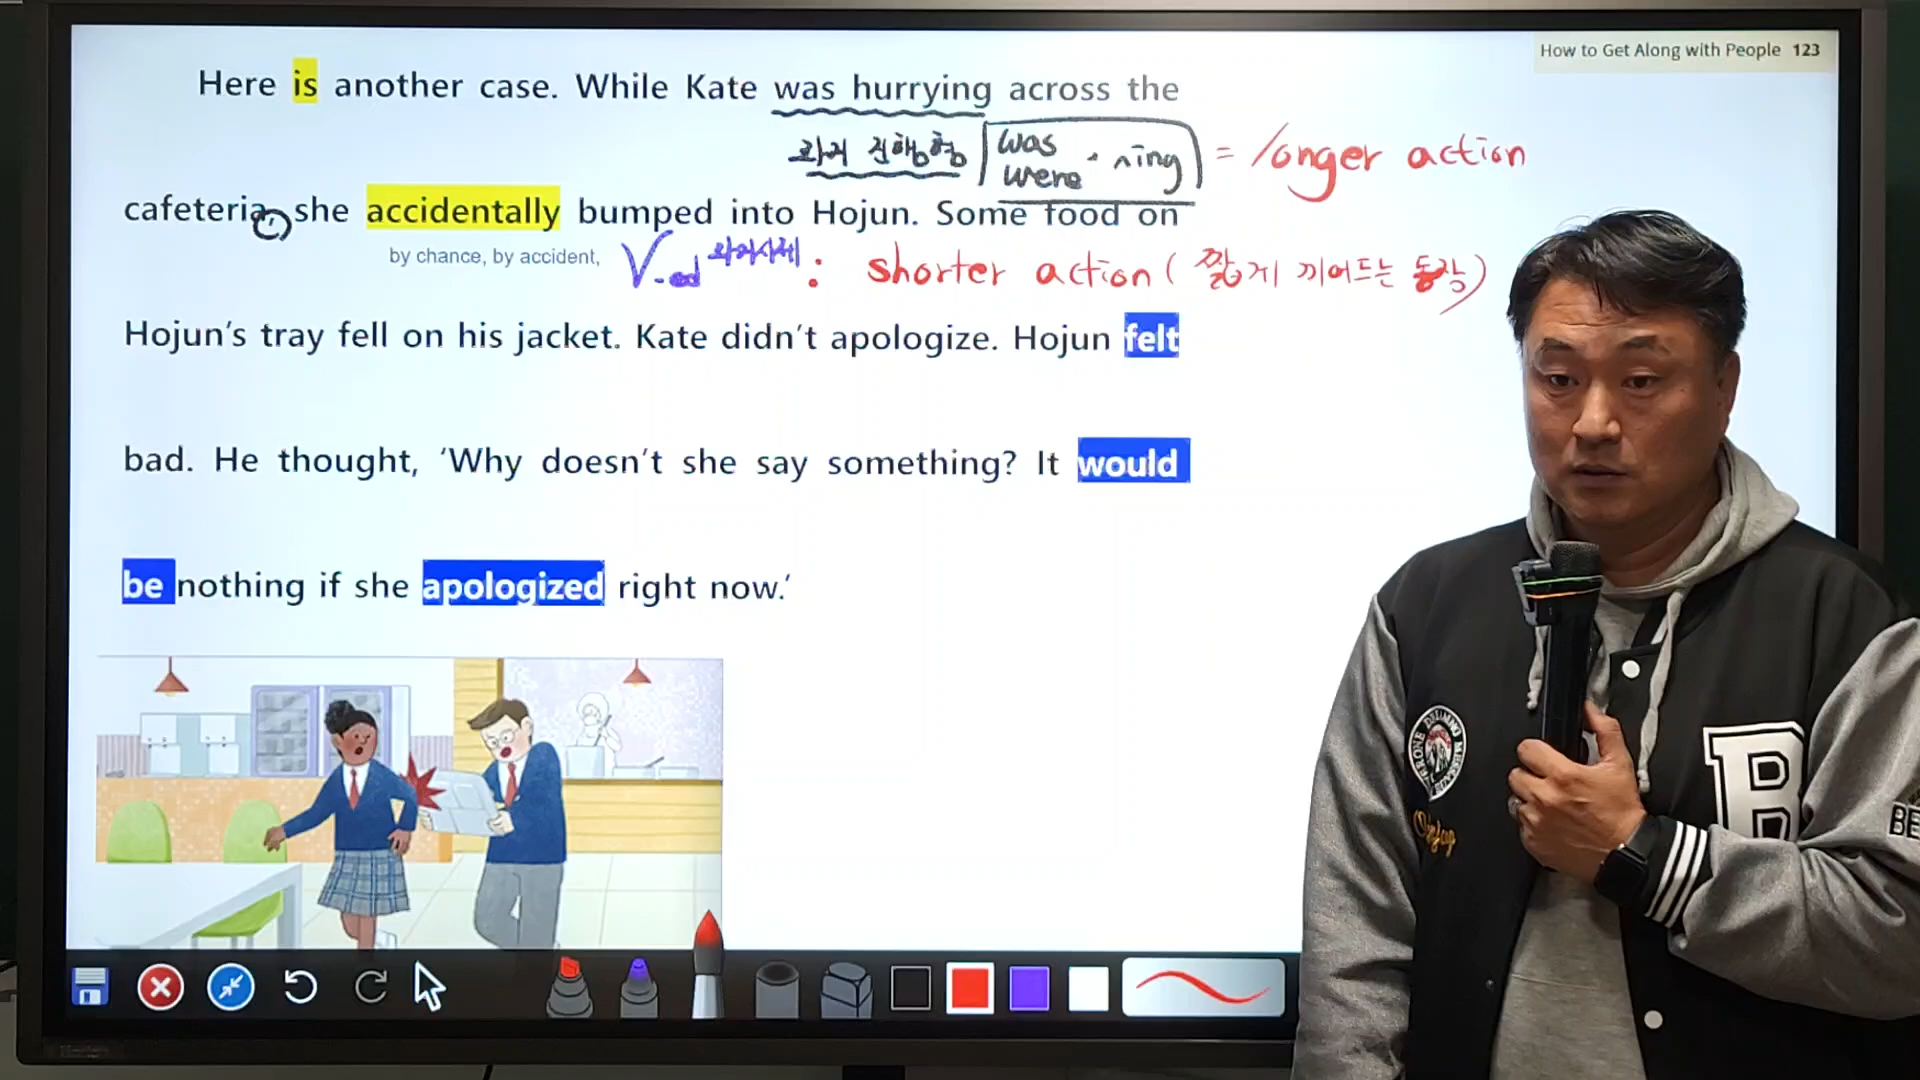 How to Get Along with People 123
Here is another case. While Kate was hurrying across the
과거 진행형 was were · ~ing = longer action
cafeteria, she accidentally bumped into Hojun. Some food on
by chance, by accident, V-ed 과거시제 : shorter action ( 짧게 끼어드는 동작)
Hojun's tray fell on his jacket. Kate didn't apologize. Hojun felt
bad. He thought, 'Why doesn't she say something? It would
be nothing if she apologized right now.'
B
BE